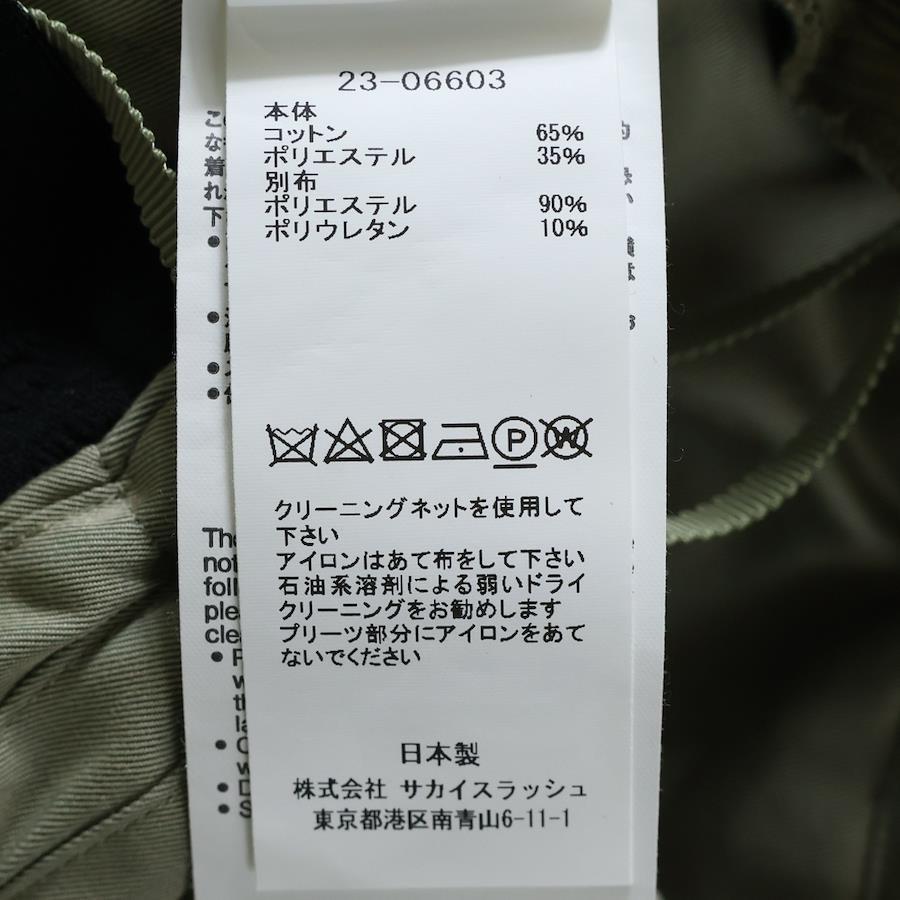 23-06603
本体
コットン 65%
ポリエステル 35%
別布
ポリエステル 90%
ポリウレタン 10%
P
W
クリーニングネットを使用して
下さい
アイロンはあて布をして下さい
石油系溶剤による弱いドライ
クリーニングをお勧めします
プリーツ部分にアイロンをあて
ないでください
日本製
株式会社 サカイスラッシュ
東京都港区南青山6-11-1